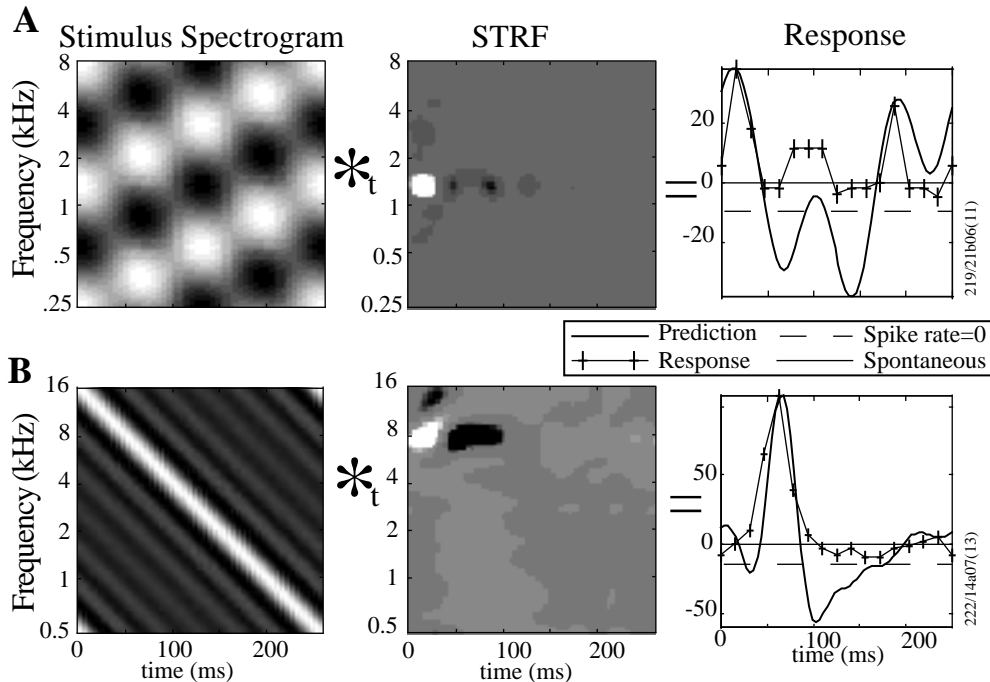 A
Stimulus Spectrogram
STRF
Response
Frequency (kHz)
8
4
2
1
.5
.25
*t
8
4
2
1
0.5
0.25
=
20
0
-20
219/21b06(11)
Prediction
Spike rate=0
Response
Spontaneous
B
Frequency (kHz)
16
8
4
2
1
0.5
0
100
200
time (ms)
*t
16
8
4
2
1
0.5
0
100
200
time (ms)
=
50
0
-50
0
100
200
time (ms)
222/14a07(13)